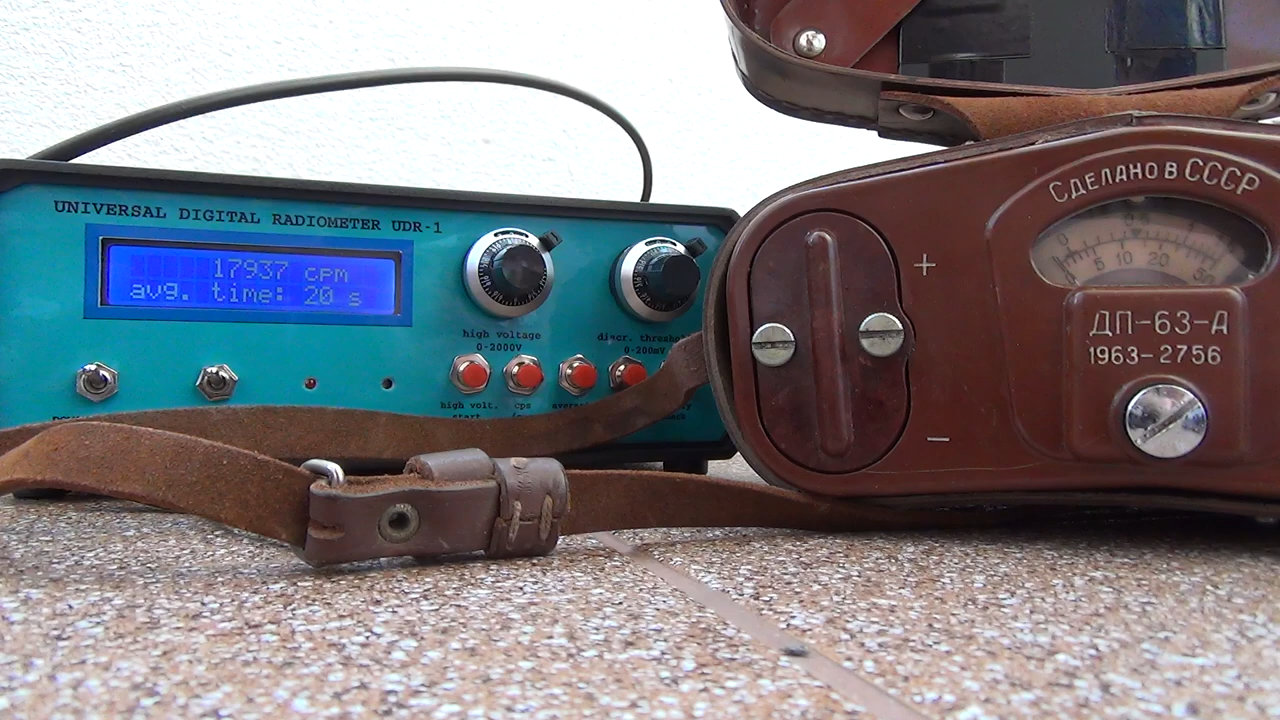 UNIVERSAL DIGITAL RADIOMETER UDR-1
17937 cpm
avg. time: 20 s
high voltage
0-2000V
0-200mV
high volt.
cps
СДЕЛАНО В СССР
5 10 20 50
ДП-63-А
1963-2756
+
−